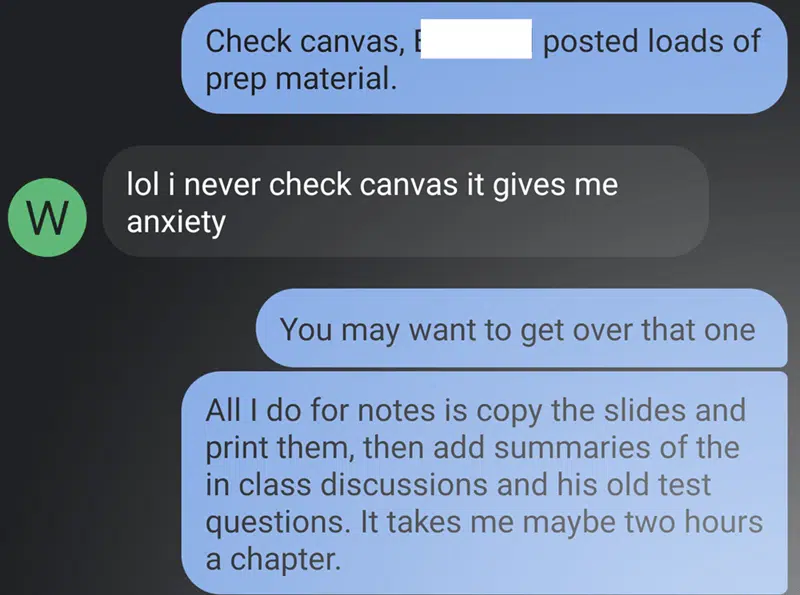 Check canvas, posted loads of
prep material.
lol i never check canvas it gives me
anxiety
W
You may want to get over that one
All I do for notes is copy the slides and
print them, then add summaries of the
in class discussions and his old test
questions. It takes me maybe two hours
a chapter.